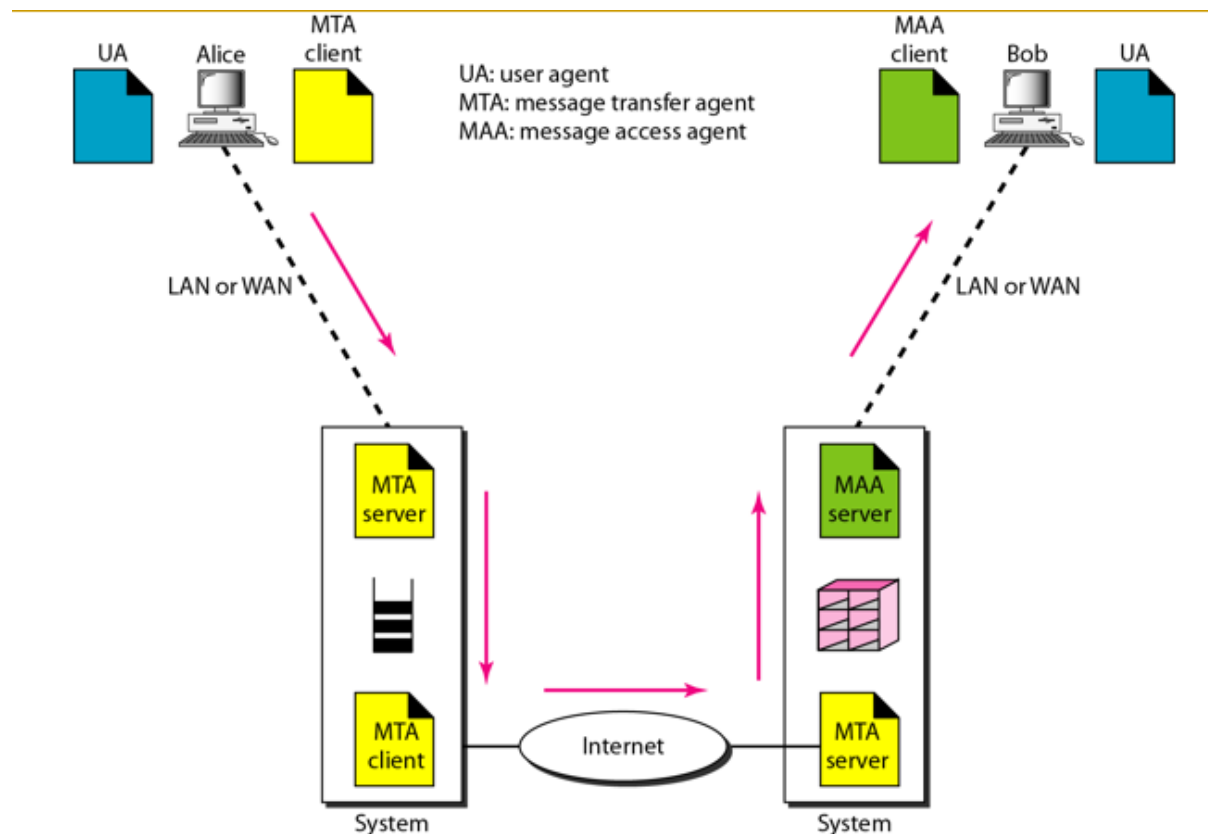 UA
Alice
MTA
client
UA: user agent
MTA: message transfer agent
MAA: message access agent
MAA
client
Bob
UA
LAN or WAN
LAN or WAN
MTA
server
MAA
server
MTA
client
Internet
MTA
server
System
System